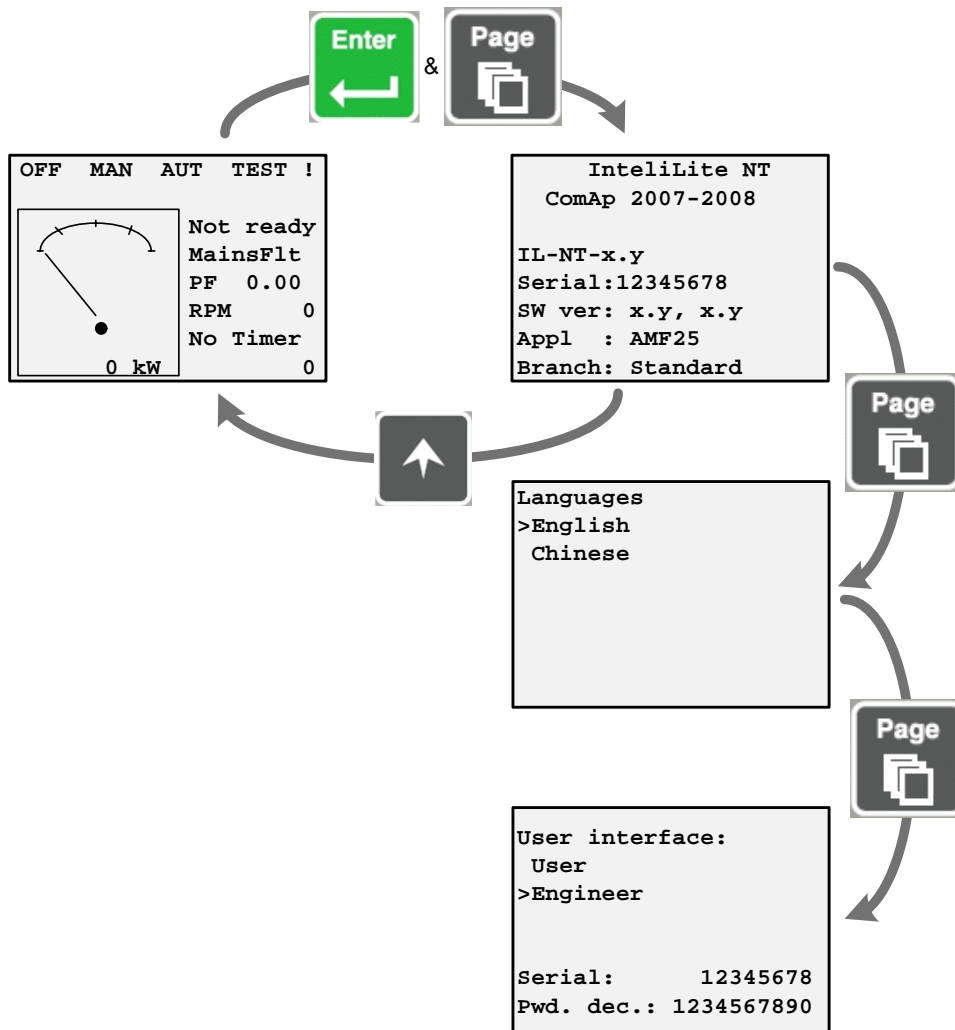 Enter
&
Page
OFF MAN AUT TEST !
Not ready
MainsFlt
PF 0.00
RPM 0
No Timer
0 kW 0
InteliLite NT
ComAp 2007-2008
IL-NT-x.y
Serial:12345678
SW ver: x.y, x.y
Appl : AMF25
Branch: Standard
Page
Languages
>English
Chinese
Page
User interface:
User
>Engineer
Serial: 12345678
Pwd. dec.: 1234567890